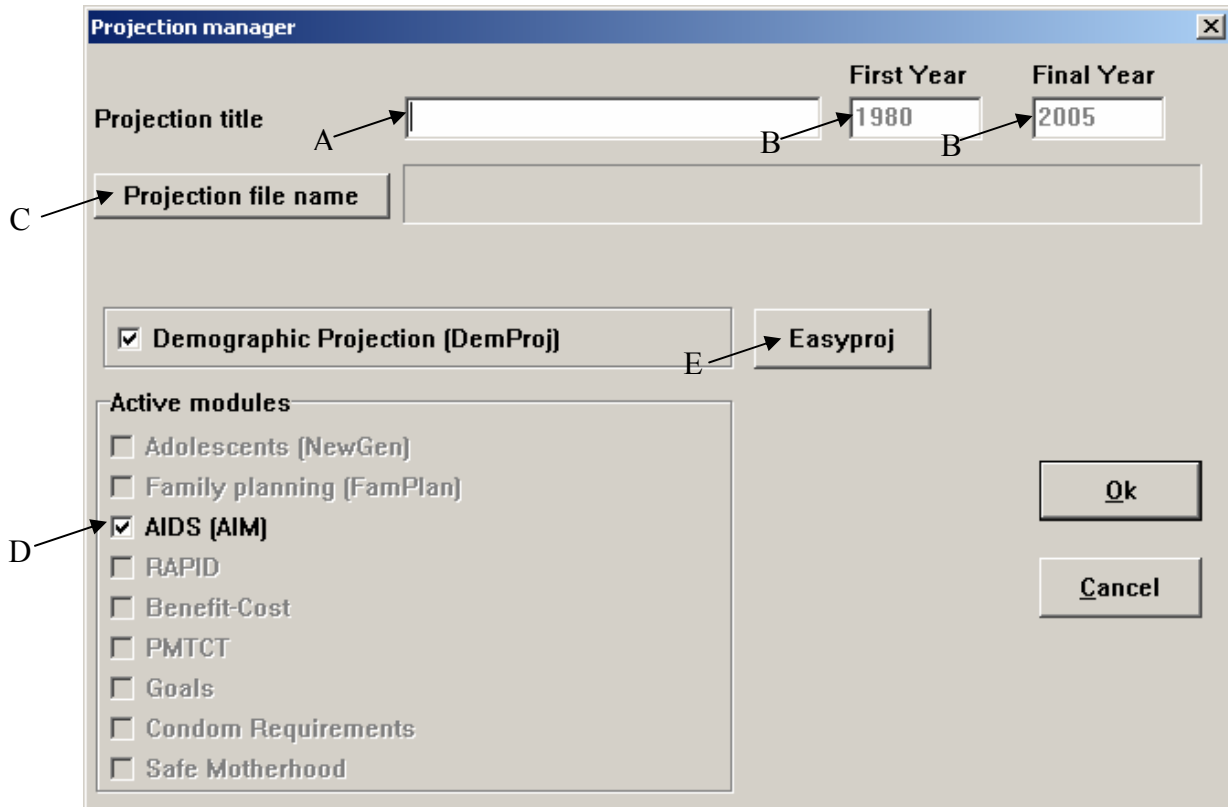 Projection manager
First Year Final Year
Projection title A B 1980 B 2005
C Projection file name
Demographic Projection (DemProj) E Easyproj
Active modules
Adolescents (NewGen)
Family planning (FamPlan)
Ok
D AIDS (AIM)
RAPID
Cancel
Benefit-Cost
PMTCT
Goals
Condom Requirements
Safe Motherhood